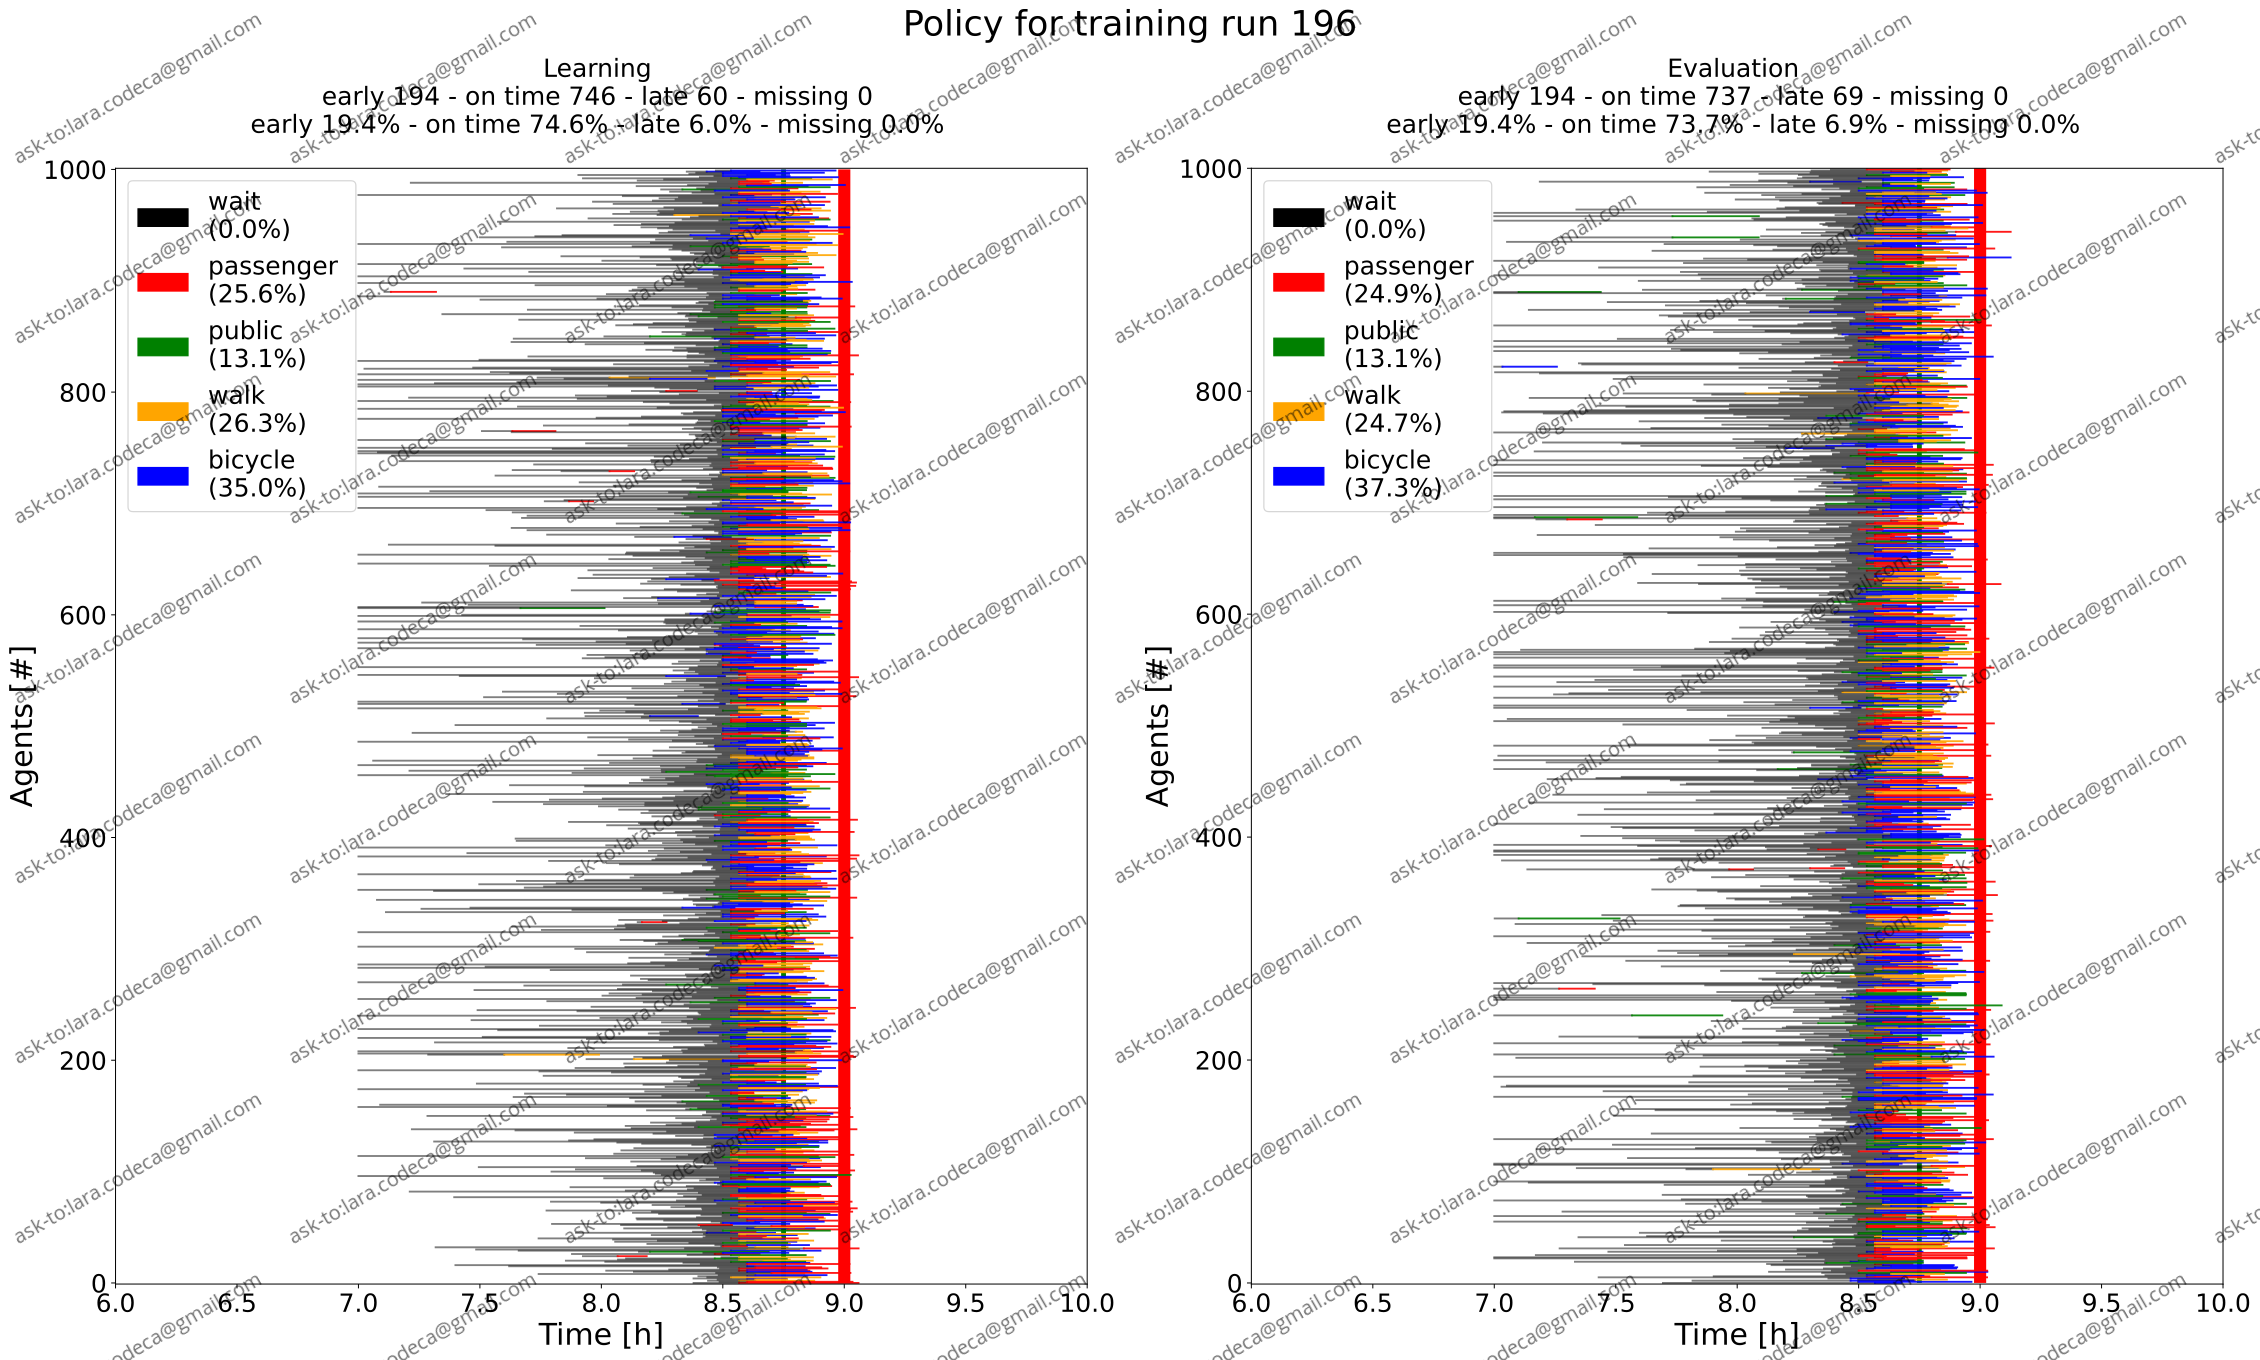 Policy for training run 196
Learning
early 194 - on time 746 - late 60 - missing 0
early 19.4% - on time 74.6% - late 6.0% - missing 0.0%
1000
800
600
400
200
0
Agents [#]
wait
(0.0%)
passenger
(25.6%)
public
(13.1%)
walk
(26.3%)
bicycle
(35.0%)
6.0 6.5 7.0 7.5 8.0 8.5 9.0 9.5 10.0
Time [h]
Evaluation
early 194 - on time 737 - late 69 - missing 0
early 19.4% - on time 73.7% - late 6.9% - missing 0.0%
1000
800
600
400
200
0
Agents [#]
wait
(0.0%)
passenger
(24.9%)
public
(13.1%)
walk
(24.7%)
bicycle
(37.3%)
6.0 6.5 7.0 7.5 8.0 8.5 9.0 9.5 10.0
Time [h]
ask-to:lara.codeca@gmail.com